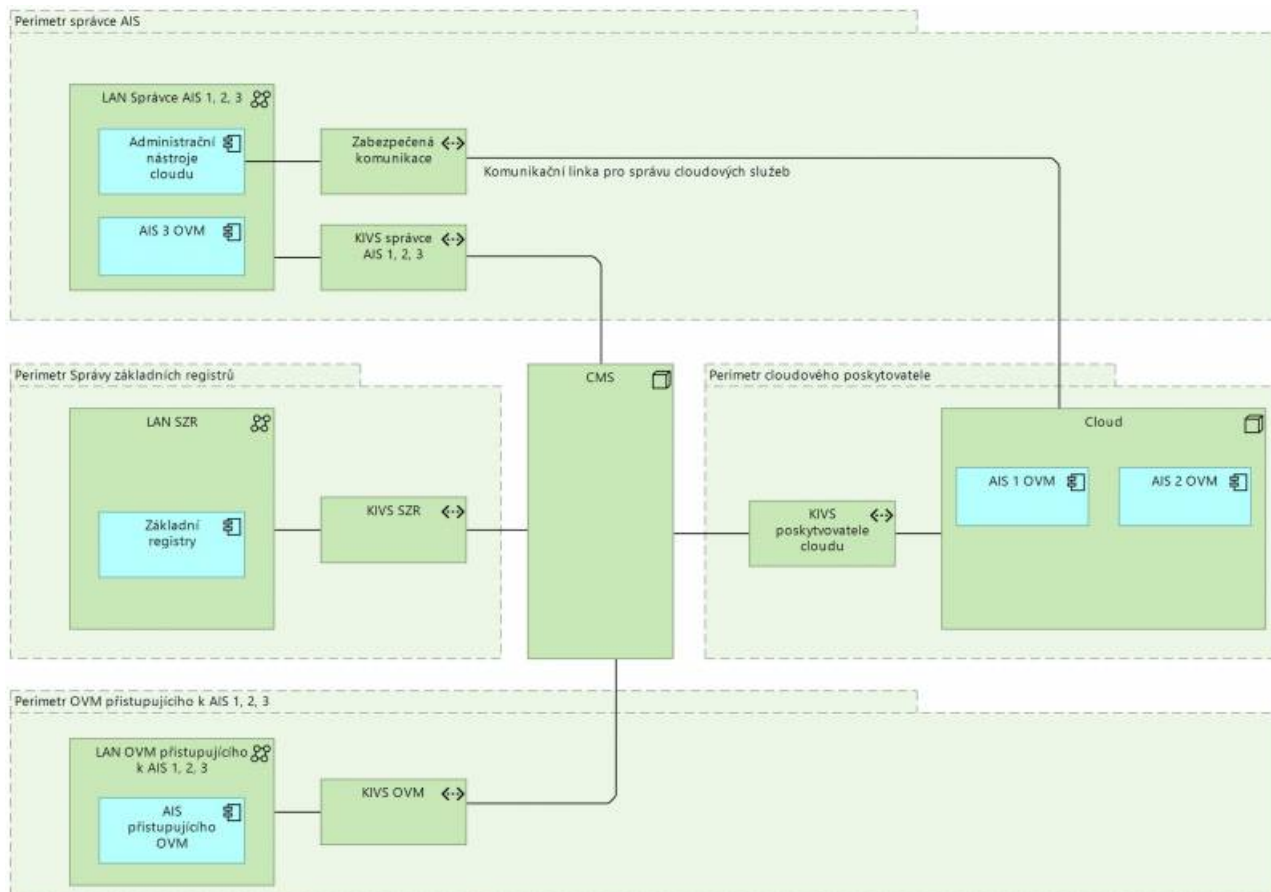 Perimetr správce AIS
LAN Správce AIS 1, 2, 3
Administrační
nástroje
cloudu
Zabezpečená
komunikace
Komunikační linka pro správu cloudových služeb
AIS 3 OVM
KIVS správce
AIS 1, 2, 3
Perimetr Správy základních registrů
LAN SZR
Základní
registry
KIVS SZR
CMS
Perimetr cloudového poskytovatele
Cloud
AIS 1 OVM
AIS 2 OVM
KIVS
poskytvovatele
cloudu
Perimetr OVM přistupujícího k AIS 1, 2, 3
LAN OVM přistupujícího
k AIS 1, 2, 3
AIS
přistupujícího
OVM
KIVS OVM